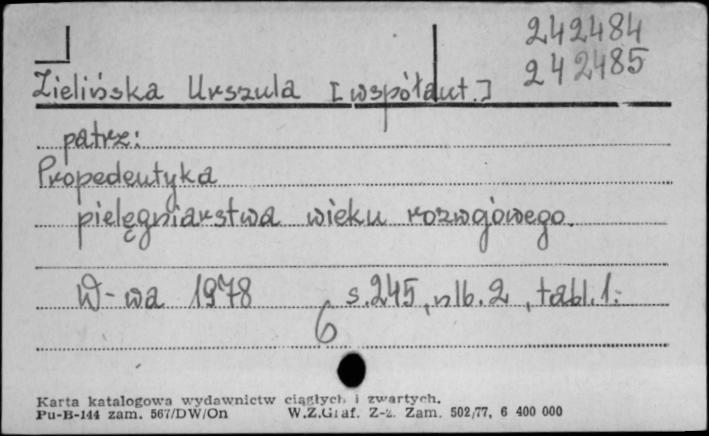 242484
242485
Zielińska Urszula [współaut.]
patrz:
Propedeutyka
pielęgniarstwa wieku rozwojowego.
W-wa 1978 s.245, nlb.2, tabl.1.
6
Karta katalogowa wydawnictw ciągłych i zwartych.
Pu-B-144 zam. 567/DW/On W.Z.Graf. Z-2. Zam. 502/77, 6 400 000